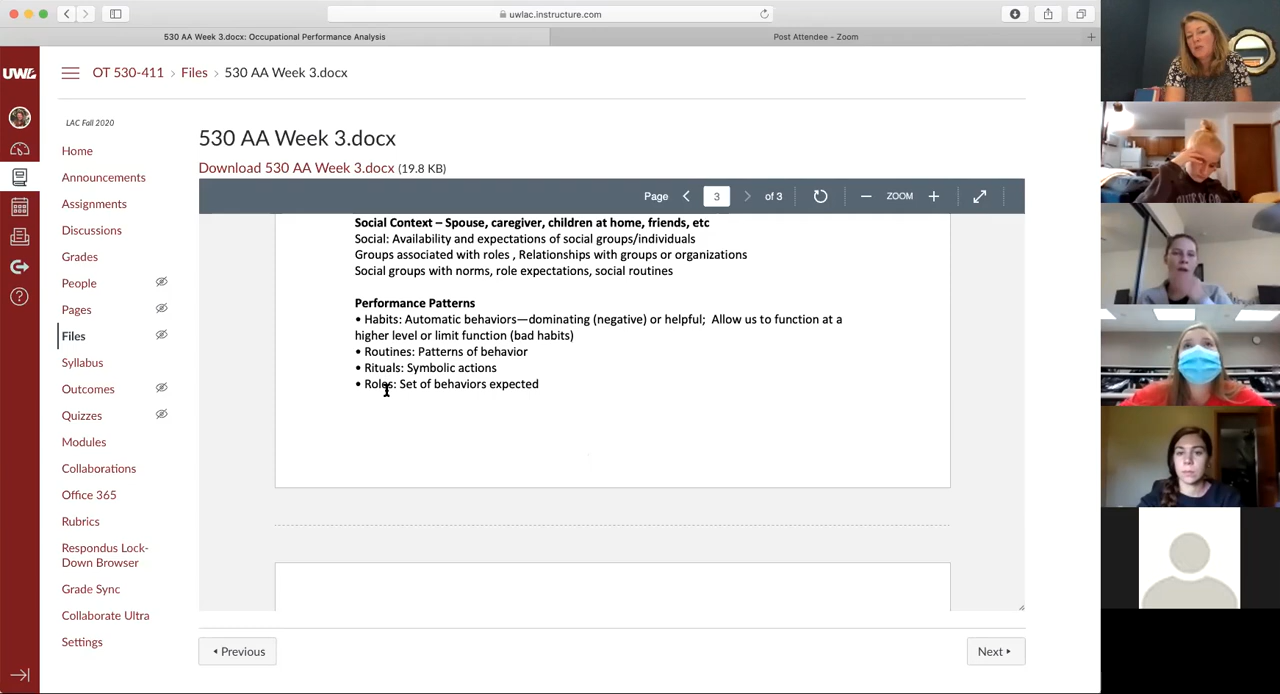 uwlac.instructure.com
530 AA Week 3.docx: Occupational Performance Analysis
Post Attendee - Zoom
UWL
OT 530-411 › Files › 530 AA Week 3.docx
LAC Fall 2020
Home
Announcements
Assignments
Discussions
Grades
People
Pages
Files
Syllabus
Outcomes
Quizzes
Modules
Collaborations
Office 365
Rubrics
Respondus Lock-
Down Browser
Grade Sync
Collaborate Ultra
Settings
530 AA Week 3.docx
Download 530 AA Week 3.docx (19.8 KB)
Page 3 of 3 ZOOM
Social Context – Spouse, caregiver, children at home, friends, etc
Social: Availability and expectations of social groups/individuals
Groups associated with roles , Relationships with groups or organizations
Social groups with norms, role expectations, social routines
Performance Patterns
• Habits: Automatic behaviors—dominating (negative) or helpful;  Allow us to function at a
higher level or limit function (bad habits)
• Routines: Patterns of behavior
• Rituals: Symbolic actions
• Roles: Set of behaviors expected
Previous
Next